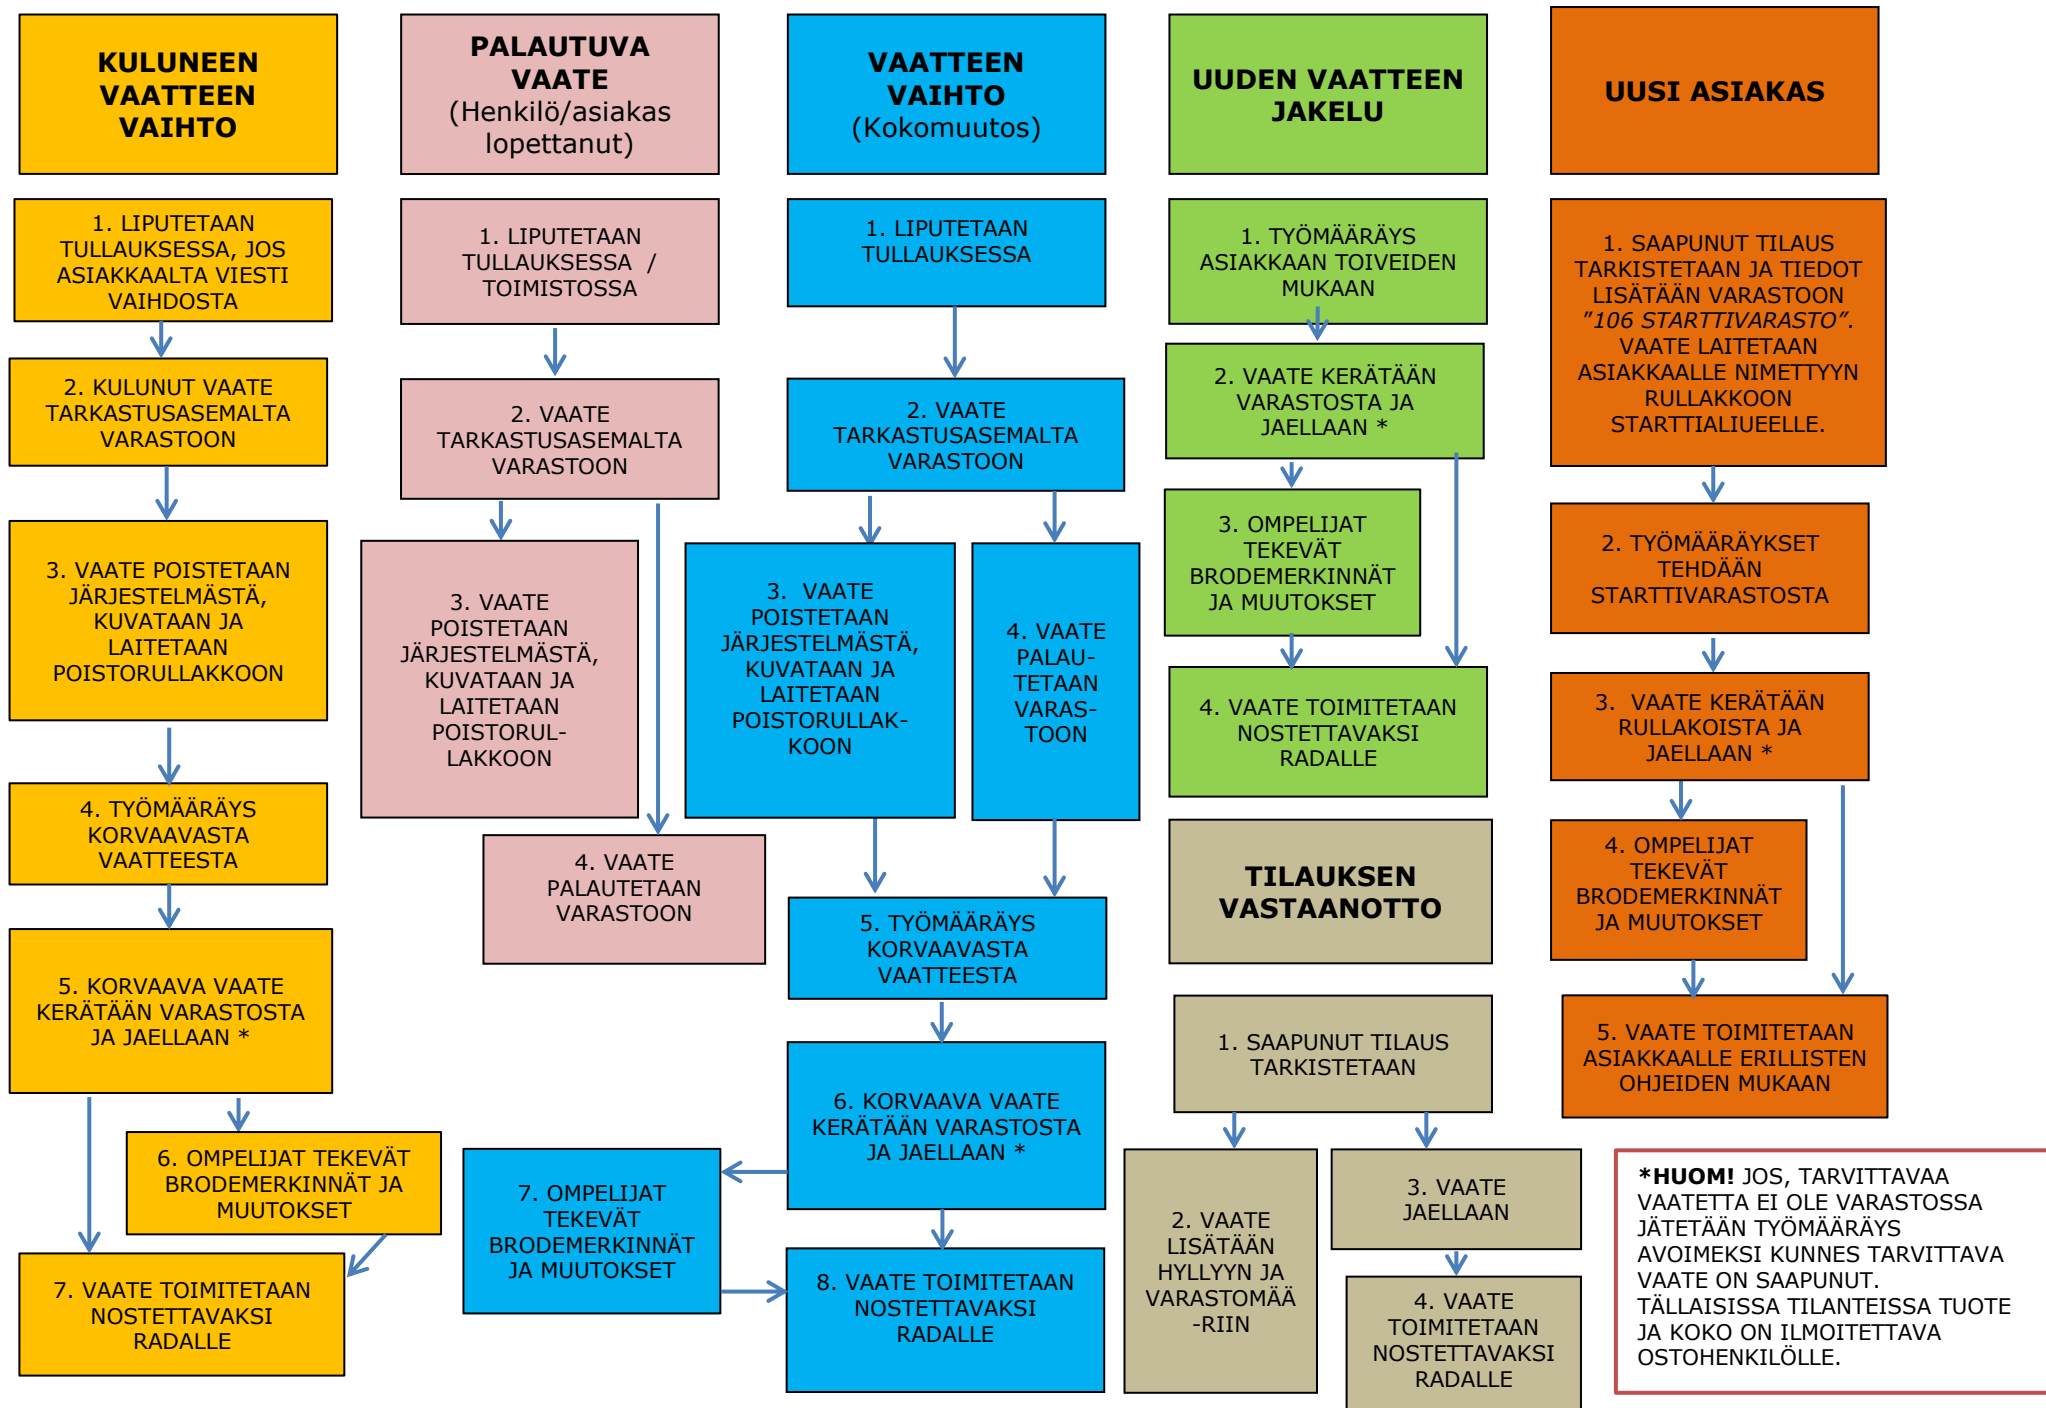 KULUNEEN
VAATTEEN
VAIHTO
1. LIPUTETAAN
TULLAUKSESSA, JOS
ASIAKKAALTA VIESTI
VAIHDOSTA
2. KULUNUT VAATE
TARKASTUSASEMALTA
VARASTOON
3. VAATE POISTETAAN
JÄRJESTELMÄSTÄ,
KUVATAAN JA
LAITETAAN
POISTORULLAKKOON
4. TYÖMÄÄRÄYS
KORVAAVASTA
VAATTEESTA
5. KORVAAVA VAATE
KERÄTÄÄN VARASTOSTA
JA JAELLAAN *
6. OMPELIJAT TEKEVÄT
BRODEMERKINNÄT JA
MUUTOKSET
7. VAATE TOIMITETAAN
NOSTETTAVAKSI
RADALLE
PALAUTUVA
VAATE
(Henkilö/asiakas
lopettanut)
1. LIPUTETAAN
TULLAUKSESSA /
TOIMISTOSSA
2. VAATE
TARKASTUSASEMALTA
VARASTOON
3. VAATE
POISTETAAN
JÄRJESTELMÄSTÄ,
KUVATAAN JA
LAITETAAN
POISTORUL-
LAKKOON
4. VAATE
PALAUTETAAN
VARASTOON
VAATTEEN
VAIHTO
(Kokomuutos)
1. LIPUTETAAN
TULLAUKSESSA
2. VAATE
TARKASTUSASEMALTA
VARASTOON
3. VAATE
POISTETAAN
JÄRJESTELMÄSTÄ,
KUVATAAN JA
LAITETAAN
POISTORULLAK-
KOON
4. VAATE
PALAU-
TETAAN
VARAS-
TOON
5. TYÖMÄÄRÄYS
KORVAAVASTA
VAATTEESTA
6. KORVAAVA VAATE
KERÄTÄÄN VARASTOSTA
JA JAELLAAN *
7. OMPELIJAT
TEKEVÄT
BRODEMERKINNÄT
JA MUUTOKSET
8. VAATE TOIMITETAAN
NOSTETTAVAKSI
RADALLE
UUDEN VAATTEEN
JAKELU
1. TYÖMÄÄRÄYS
ASIAKKAAN TOIVEIDEN
MUKAAN
2. VAATE KERÄTÄÄN
VARASTOSTA JA
JAELLAAN *
3. OMPELIJAT
TEKEVÄT
BRODEMERKINNÄT
JA MUUTOKSET
4. VAATE TOIMITETAAN
NOSTETTAVAKSI
RADALLE
TILAUKSEN
VASTAANOTTO
1. SAAPUNUT TILAUS
TARKISTETAAN
2. VAATE
LISÄTÄÄN
HYLLYYN JA
VARASTOMÄÄ
-RIIN
3. VAATE
JAELLAAN
4. VAATE
TOIMITETAAN
NOSTETTAVAKSI
RADALLE
UUSI ASIAKAS
1. SAAPUNUT TILAUS
TARKISTETAAN JA TIEDOT
LISÄTÄÄN VARASTOON
”106 STARTTIVARASTO”.
VAATE LAITETAAN
ASIAKKAALLE NIMETTYYN
RULLAKKOON
STARTTIALIUEELLE.
2. TYÖMÄÄRÄYKSET
TEHDÄÄN
STARTTIVARASTOSTA
3. VAATE KERÄTÄÄN
RULLAKOISTA JA
JAELLAAN *
4. OMPELIJAT
TEKEVÄT
BRODEMERKINNÄT
JA MUUTOKSET
5. VAATE TOIMITETAAN
ASIAKKAALLE ERILLISTEN
OHJEIDEN MUKAAN
*HUOM! JOS, TARVITTAVAA
VAATETTA EI OLE VARASTOSSA
JÄTETÄÄN TYÖMÄÄRÄYS
AVOIMEKSI KUNNES TARVITTAVA
VAATE ON SAAPUNUT.
TÄLLAISISSA TILANTEISSA TUOTE
JA KOKO ON ILMOITETTAVA
OSTOHENKILÖLLE.